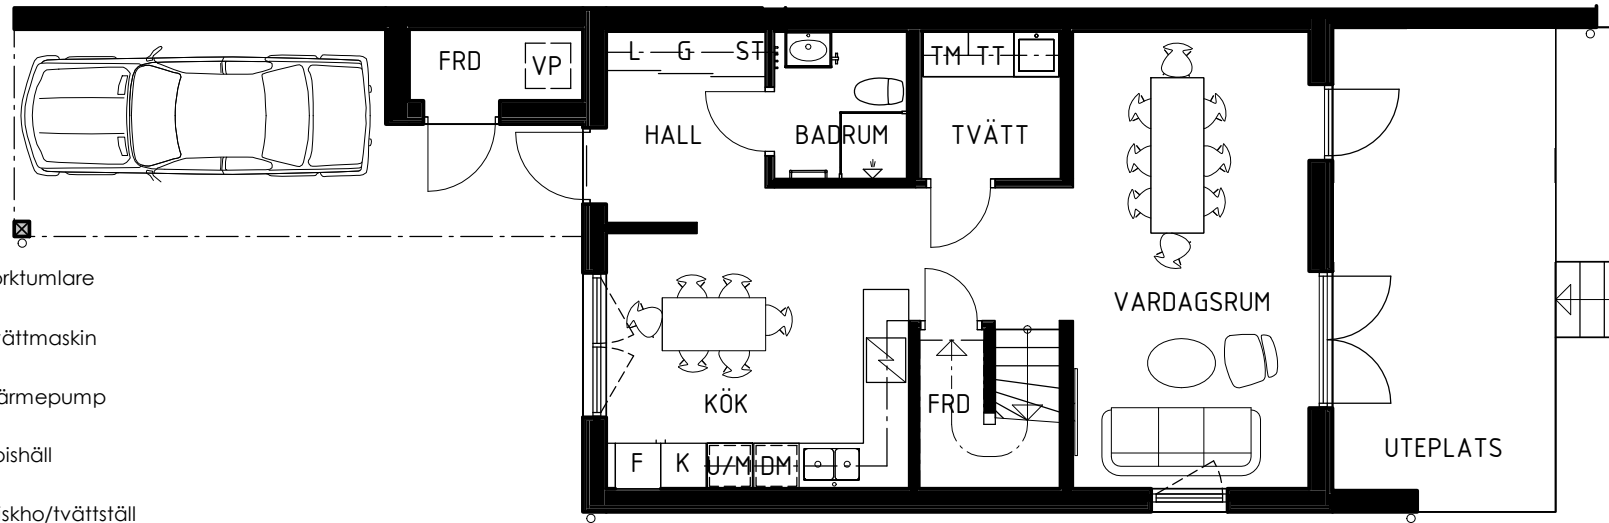 FRD
VP
L G ST
TM TT
HALL
BADRUM
TVÄTT
VARDAGSRUM
KÖK
FRD
F K U/M DM
UTEPLATS